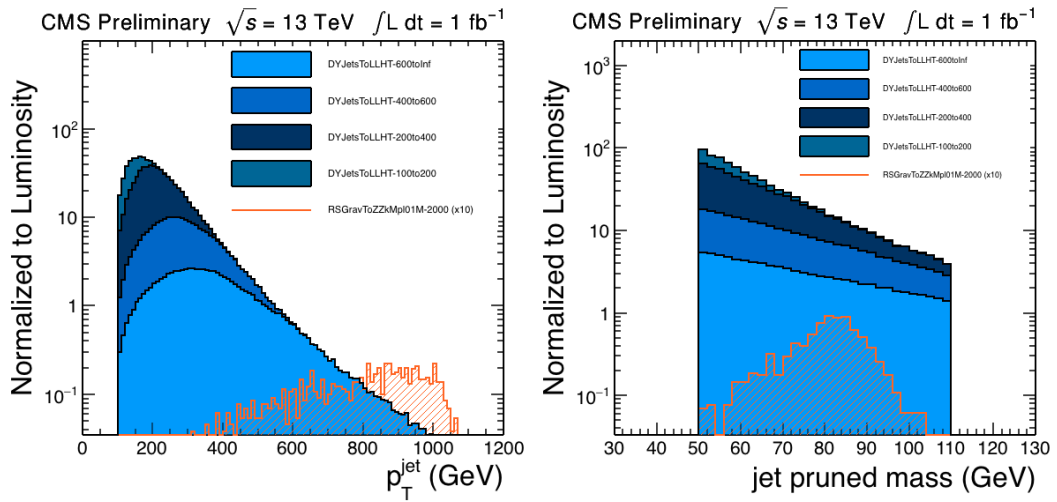 CMS Preliminary √s = 13 TeV ∫L dt = 1 fb⁻¹
Normalized to Luminosity
10²
10
1
10⁻¹
DYJetsToLLHT-600toInf
DYJetsToLLHT-400to600
DYJetsToLLHT-200to400
DYJetsToLLHT-100to200
RSGravToZZkMpl01M-2000 (x10)
0 200 400 600 800 1000 1200
p_T^jet (GeV)
CMS Preliminary √s = 13 TeV ∫L dt = 1 fb⁻¹
Normalized to Luminosity
10³
10²
10
1
10⁻¹
DYJetsToLLHT-600toInf
DYJetsToLLHT-400to600
DYJetsToLLHT-200to400
DYJetsToLLHT-100to200
RSGravToZZkMpl01M-2000 (x10)
30 40 50 60 70 80 90 100 110 120 130
jet pruned mass (GeV)